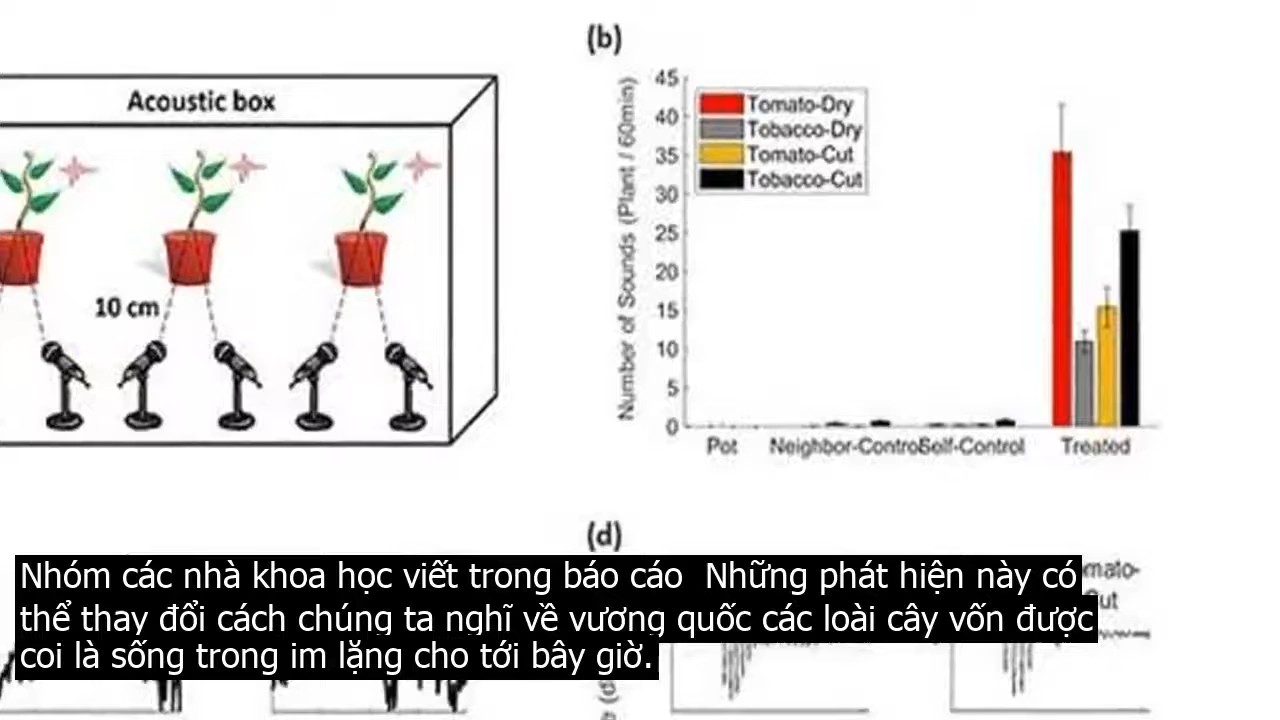 (b)
Acoustic box
10 cm
Number of Sounds (Plant / 60min)
45
40
35
30
25
20
15
10
5
0
Tomato-Dry
Tobacco-Dry
Tomato-Cut
Tobacco-Cut
Pot
Neighbor-Control
Self-Control
Treated
(d)
Nhóm các nhà khoa học viết trong báo cáo Những phát hiện này có
thể thay đổi cách chúng ta nghĩ về vương quốc các loài cây vốn được
coi là sống trong im lặng cho tới bây giờ.